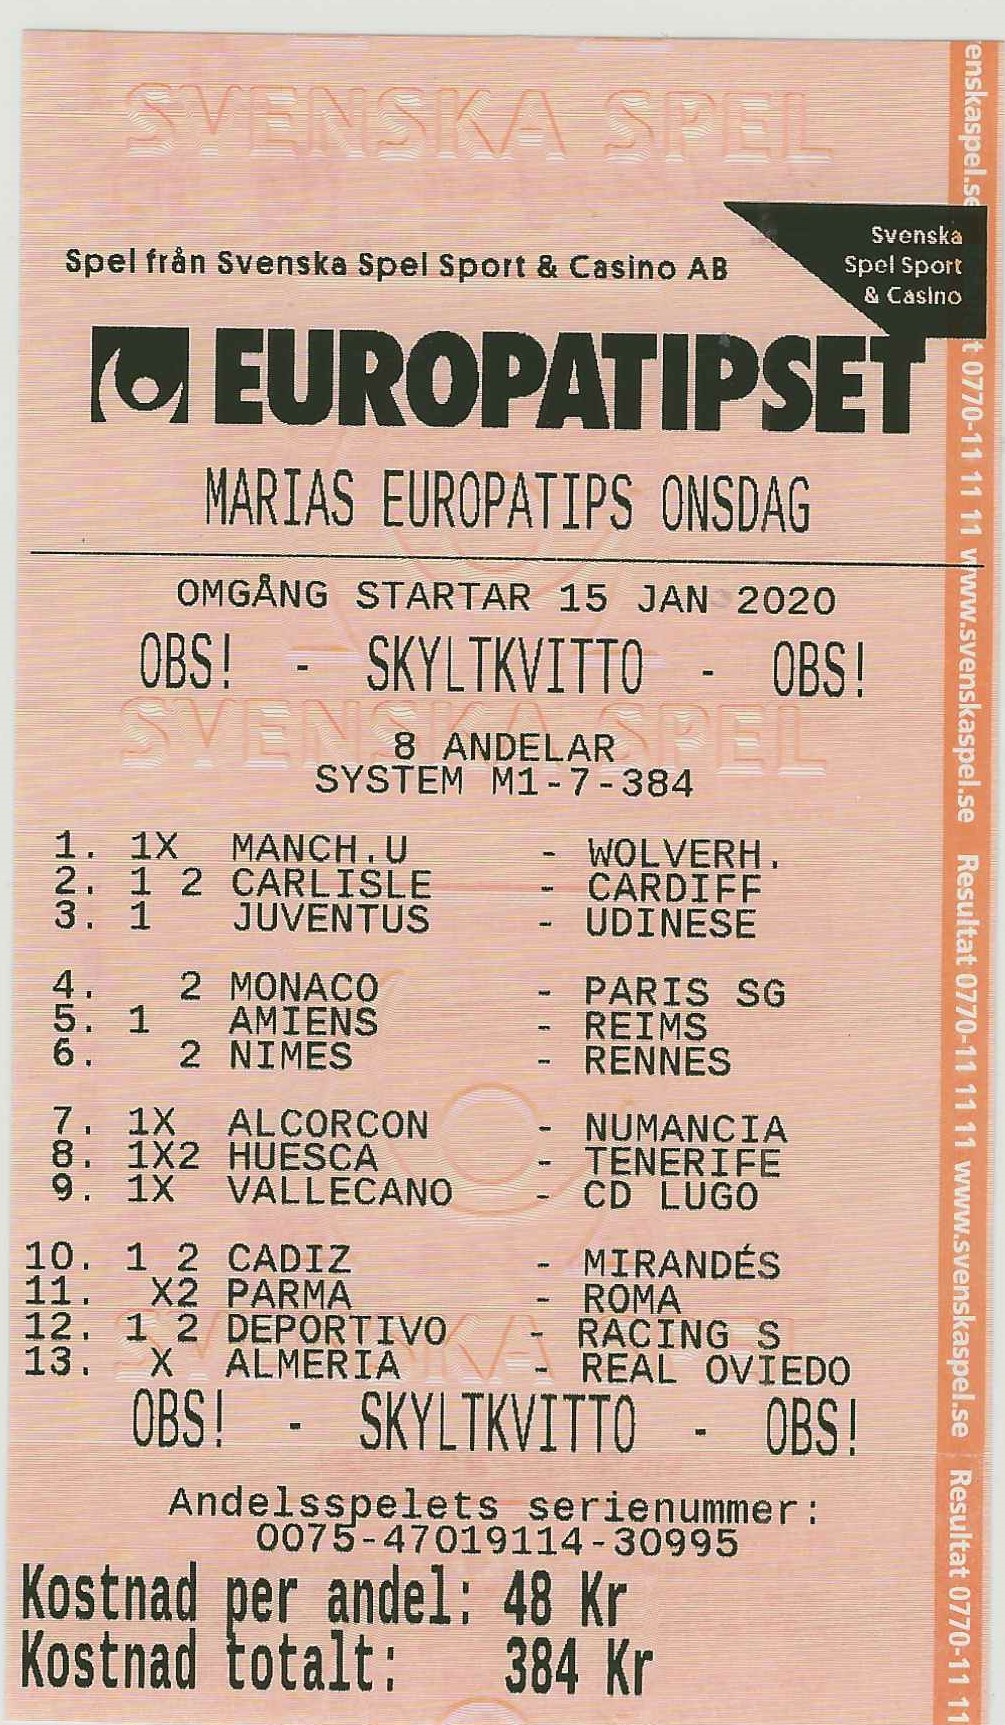 SVENSKA SPEL
Spel från Svenska Spel Sport & Casino AB
Svenska
Spel Sport
& Casino
EUROPATIPSET
MARIAS EUROPATIPS ONSDAG
OMGÅNG STARTAR 15 JAN 2020
OBS! - SKYLTKVITTO - OBS!
SVENSKA SPEL
8 ANDELAR
SYSTEM M1-7-384
1. 1X MANCH.U - WOLVERH.
2. 1 2 CARLISLE - CARDIFF
3. 1 JUVENTUS - UDINESE
4. 2 MONACO - PARIS SG
5. 1 AMIENS - REIMS
6. 2 NIMES - RENNES
7. 1X ALCORCON - NUMANCIA
8. 1X2 HUESCA - TENERIFE
9. 1X VALLECANO - CD LUGO
10. 1 2 CADIZ - MIRANDÉS
11. X2 PARMA - ROMA
12. 1 2 DEPORTIVO - RACING S
13. X ALMERIA - REAL OVIEDO
SVENSKA SPEL
OBS! - SKYLTKVITTO - OBS!
Andelsspelets serienummer:
0075-47019114-30995
Kostnad per andel: 48 Kr
Kostnad totalt: 384 Kr
enskaspel.se t 0770-11 11 11 www.svenskaspel.se Resultat 0770-11 11 11 www.svenskaspel.se Resultat 0770-11 11